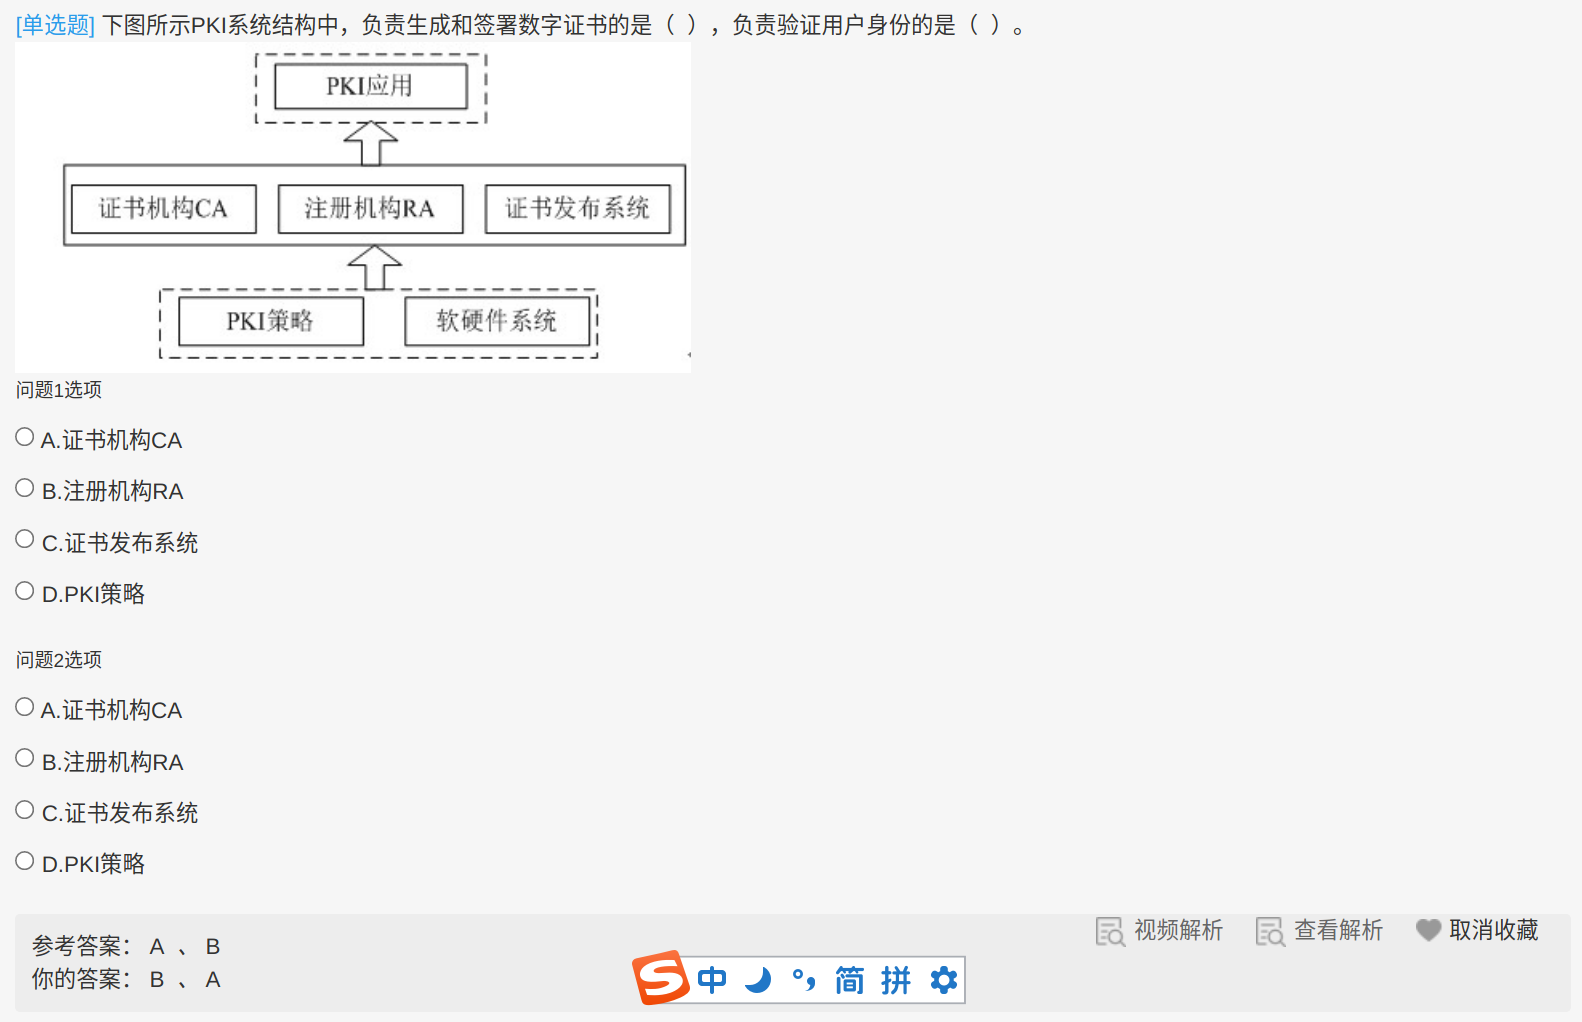 [单选题] 下图所示PKI系统结构中，负责生成和签署数字证书的是（ ），负责验证用户身份的是（ ）。
PKI应用
证书机构CA 注册机构RA 证书发布系统
PKI策略 软硬件系统
问题1选项
A.证书机构CA
B.注册机构RA
C.证书发布系统
D.PKI策略
问题2选项
A.证书机构CA
B.注册机构RA
C.证书发布系统
D.PKI策略
视频解析 查看解析 取消收藏
参考答案： A 、 B
你的答案： B 、 A
S 中 °, 简 拼